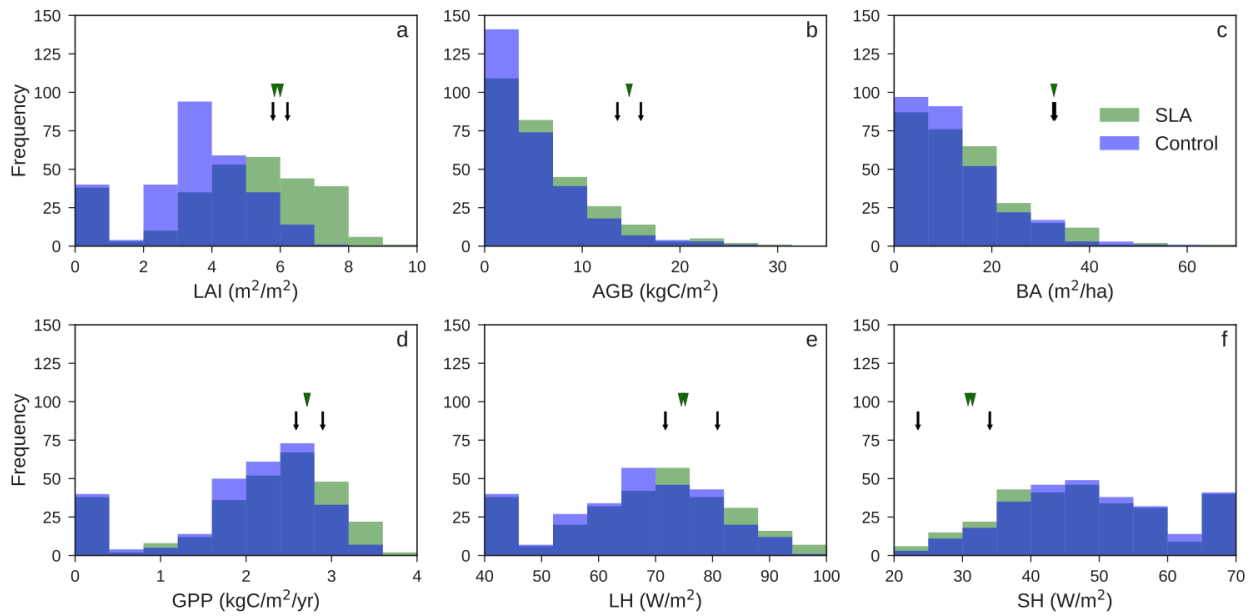 150 a 150 b 150 c
125 125 125
100 100 100
Frequency 75 75 75 SLA
50 50 50 Control
25 25 25
0 0 0
0 2 4 6 8 10 0 10 20 30 0 20 40 60
LAI (m²/m²) AGB (kgC/m²) BA (m²/ha)
150 d 150 e 150 f
125 125 125
100 100 100
Frequency 75 75 75
50 50 50
25 25 25
0 0 0
0 1 2 3 4 40 50 60 70 80 90 100 20 30 40 50 60 70
GPP (kgC/m²/yr) LH (W/m²) SH (W/m²)